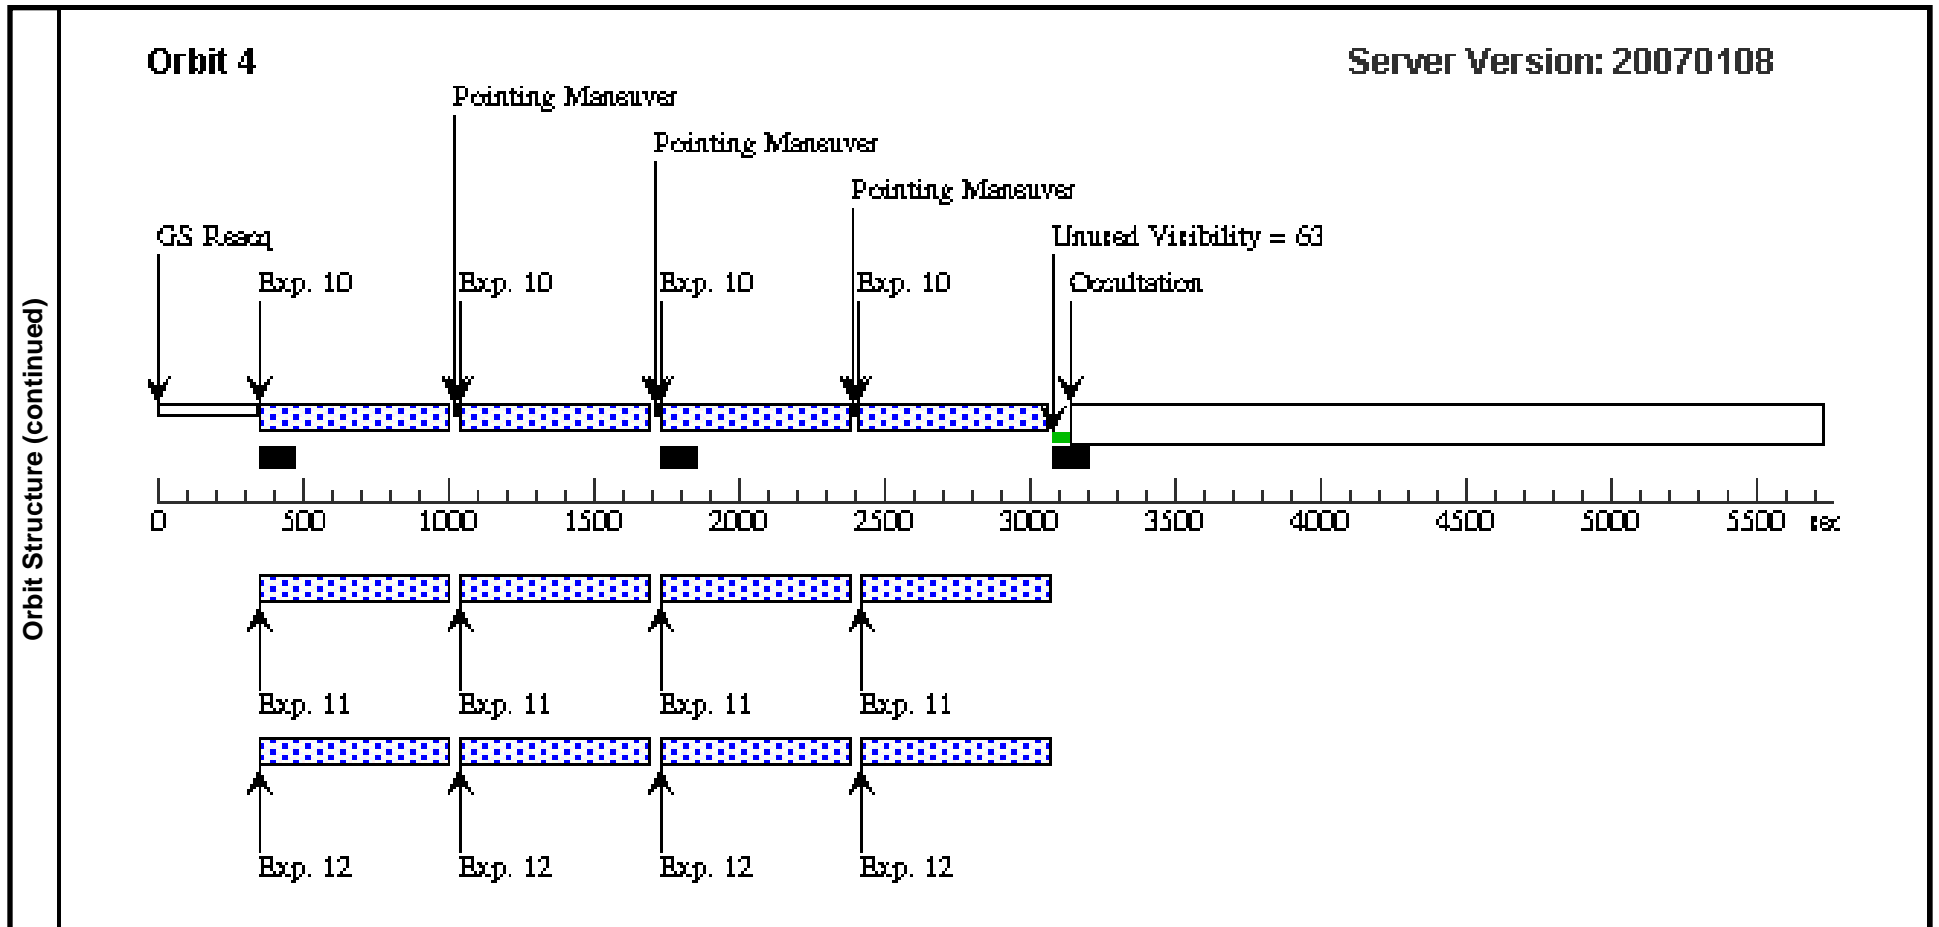 Orbit Structure (continued)
Orbit 4
Server Version: 20070108
Pointing Maneuver
Pointing Maneuver
Pointing Maneuver
GS Reacq
Unused Visibility = 63
Exp. 10
Exp. 10
Exp. 10
Exp. 10
Occultation
0 500 1000 1500 2000 2500 3000 3500 4000 4500 5000 5500 sec
Exp. 11
Exp. 11
Exp. 11
Exp. 11
Exp. 12
Exp. 12
Exp. 12
Exp. 12